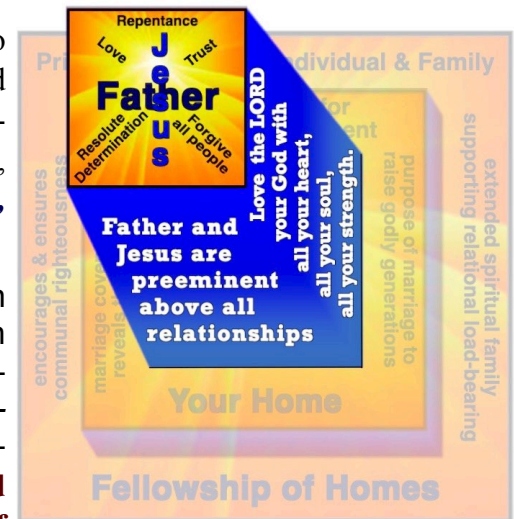 Repentance
Love
Trust
Jesus
Father
Resolute
Determination
Forgive
all people
Love the LORD
your God with
all your heart,
all your soul,
all your strength.
Father and
Jesus are
preeminent
above all
relationships
ndividual & Family
for
encourages & ensures
communal righteousness
marriage
reveals
purpose of marriage to
raise godly generations
extended spiritual family
supporting relational load-bearing
Your Home
Fellowship of Homes